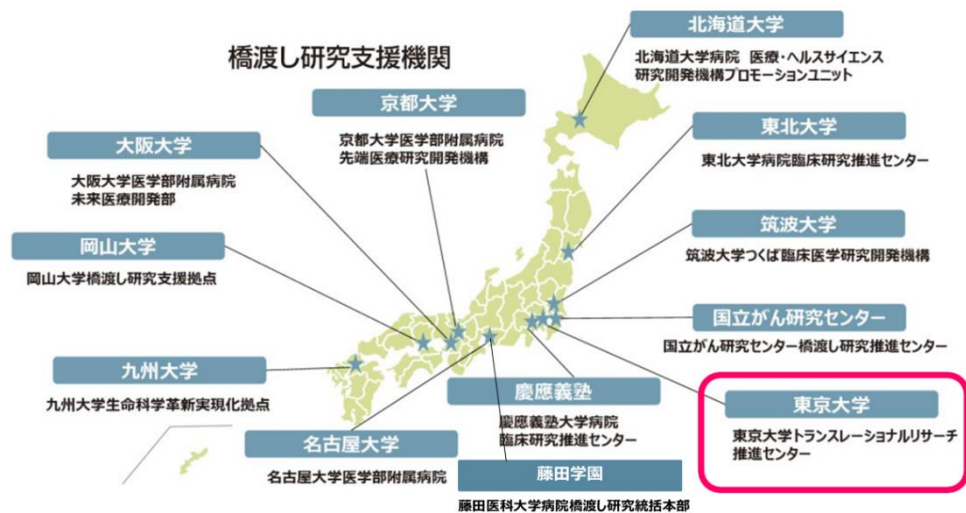 橋渡し研究支援機関
北海道大学
北海道大学病院 医療・ヘルスサイエンス
研究開発機構プロモーションユニット
京都大学
京都大学医学部附属病院
先端医療研究開発機構
東北大学
東北大学病院臨床研究推進センター
大阪大学
大阪大学医学部附属病院
未来医療開発部
筑波大学
筑波大学つくば臨床医学研究開発機構
岡山大学
岡山大学橋渡し研究支援拠点
国立がん研究センター
国立がん研究センター橋渡し研究推進センター
九州大学
九州大学生命科学革新実現化拠点
慶應義塾
慶應義塾大学病院
臨床研究推進センター
東京大学
東京大学トランスレーショナルリサーチ
推進センター
名古屋大学
名古屋大学医学部附属病院
藤田学園
藤田医科大学病院橋渡し研究統括本部